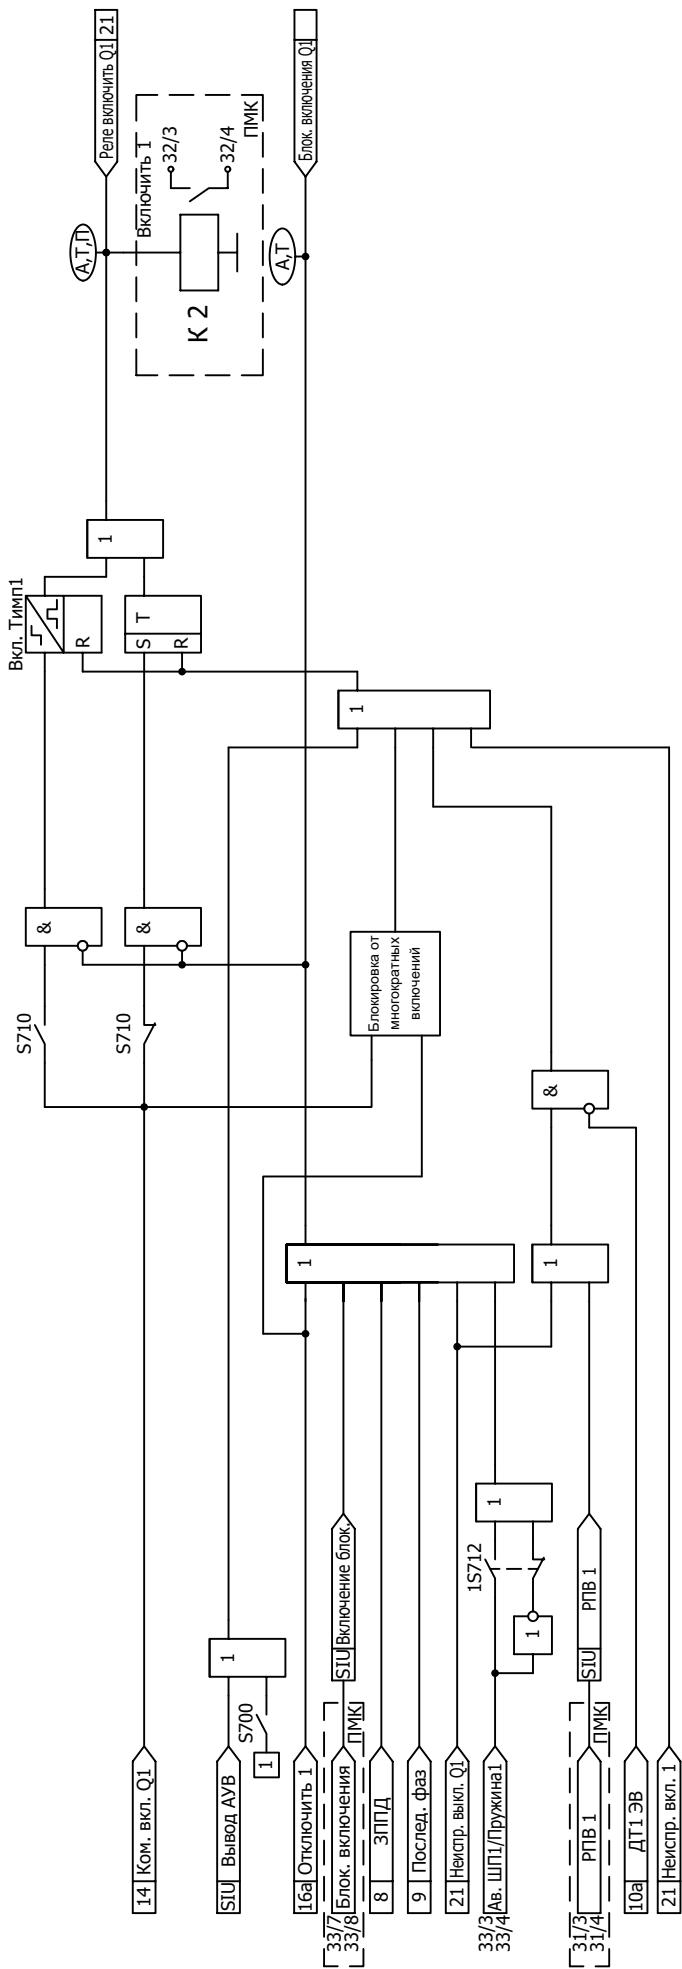 14 Ком. вкл. Q1
SIU Вывод АУВ
1
S700
1
16а Отключить 1
33/7
33/8
Блок. включения
ПМК
SIU Включение блок.
8 ЗППД
9 Послед. фаз
21 Неиспр. выкл. Q1
33/3
33/4
Ав. ШП1/Пружина1
1
1S712
1
31/3
31/4
РПВ 1
ПМК
SIU РПВ 1
10а ДТ1 ЭВ
21 Неиспр. вкл. 1
1
1
&
S710
S710
&
&
Блокировка от
многократных
включений
1
Вкл. Тимп1
R
S T
R
1
А,Т,П
Реле включить Q1 21
Включить 1
К 2
32/3
32/4
ПМК
А,Т
Блок. включения Q1